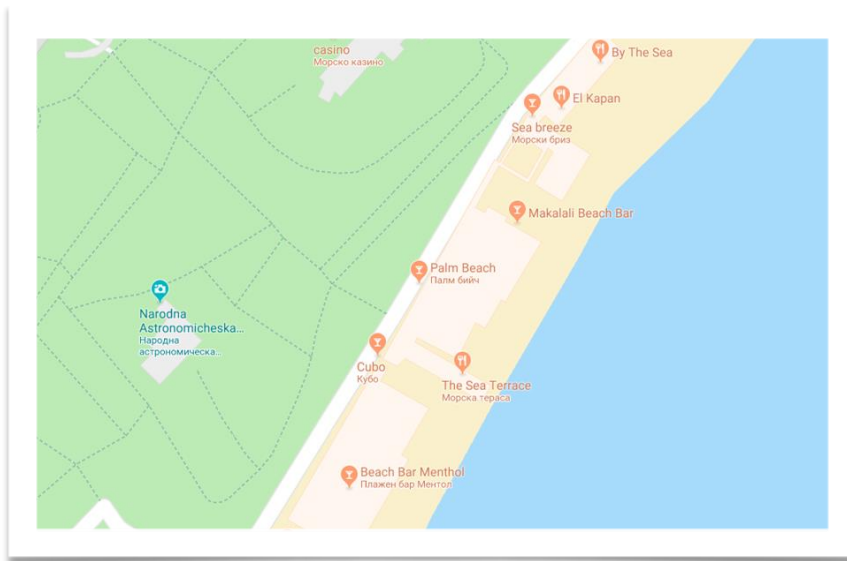 casino
Морско казино
By The Sea
El Kapan
Sea breeze
Морски бриз
Makalali Beach Bar
Palm Beach
Палм бийч
Narodna
Astronomicheska...
Народна
астрономическа...
Cubo
Кубо
The Sea Terrace
Морска тераса
Beach Bar Menthol
Плажен бар Ментол